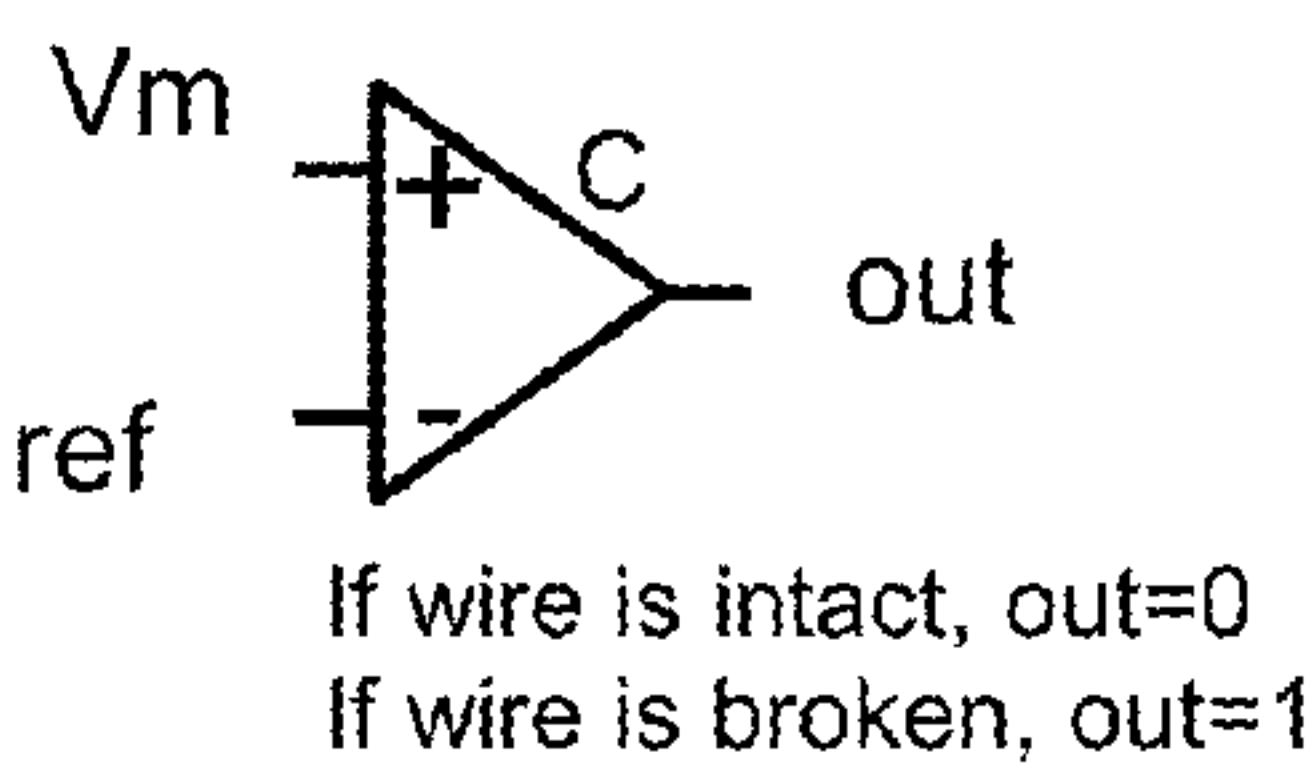 Vm
+
C
out
ref
-
If wire is intact, out=0
If wire is broken, out=1